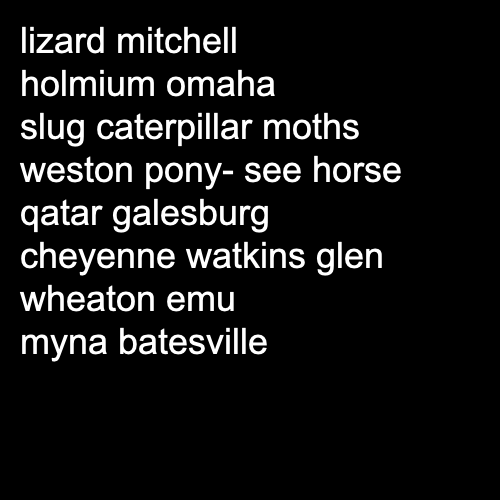 lizard mitchell
holmium omaha
slug caterpillar moths
weston pony- see horse
qatar galesburg
cheyenne watkins glen
wheaton emu
myna batesville